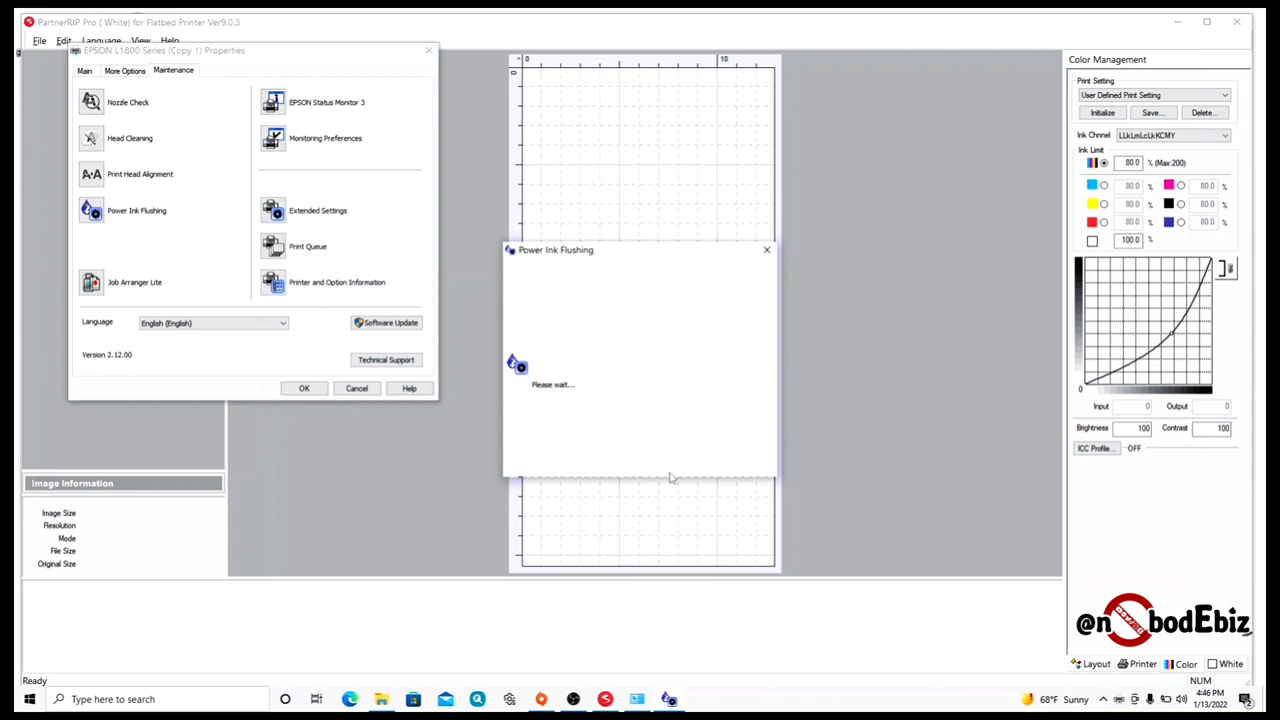 PartnerRIP Pro ( White) for Flatbed Printer Ver9.0.3
File Edit Language View Help
EPSON L1800 Series (Copy 1) Properties
Main More Options Maintenance
Nozzle Check
EPSON Status Monitor 3
Head Cleaning
Monitoring Preferences
Print Head Alignment
Power Ink Flushing
Extended Settings
Print Queue
Job Arranger Lite
Printer and Option Information
Language
English (English)
Software Update
Version 2.12.00
Technical Support
OK Cancel Help
Image Information
Image Size
Resolution
Mode
File Size
Original Size
0 10
0
Power Ink Flushing
Please wait...
Color Management
Print Setting
User Defined Print Setting
Initialize Save... Delete...
Ink Chnnel LLkLmLcLkKCMY
Ink Limit
80.0 % (Max:200)
80.0 % 80.0 %
80.0 % 80.0 %
80.0 % 80.0 %
100.0 %
0
Input 0 Output 0
Brightness 100 Contrast 100
ICC Profile... OFF
@n bodEbiz
Layout Printer Color White
Ready
NUM
Type here to search
68°F Sunny
4:46 PM
1/13/2022
2